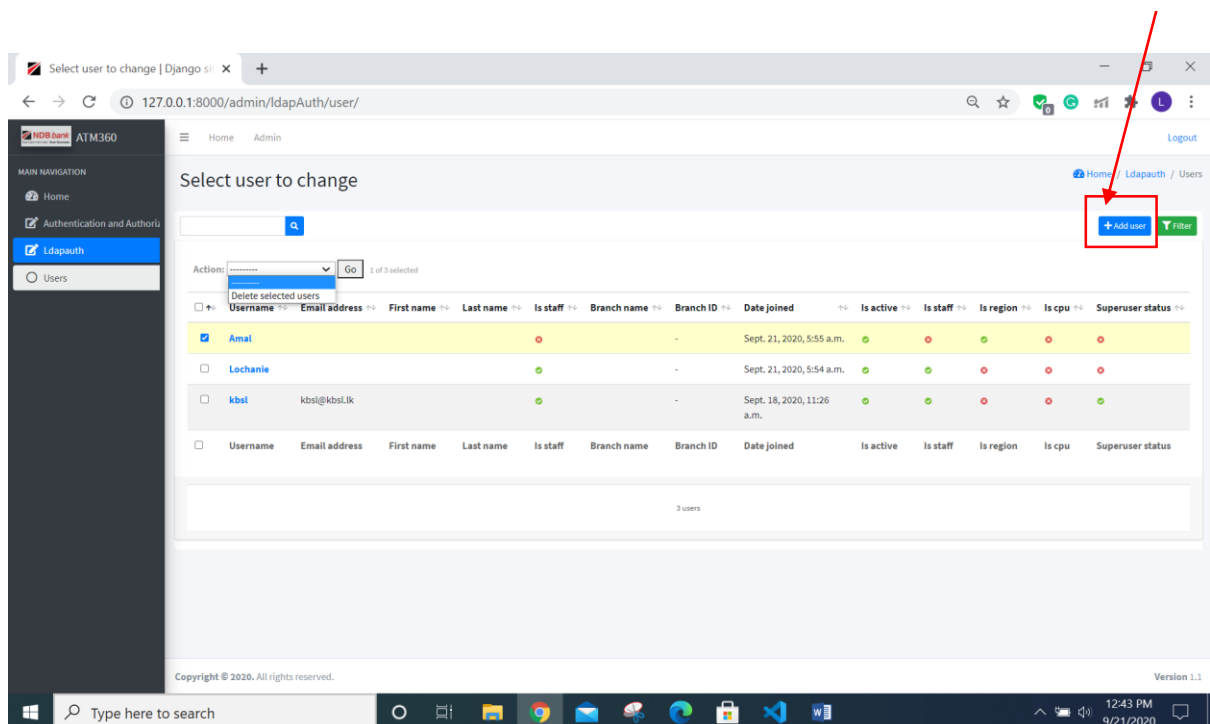 Select user to change | Django si
127.0.0.1:8000/admin/ldapAuth/user/
0
G
L
NDB bank ATM360
Home Admin
Logout
MAIN NAVIGATION
Home
Authentication and Authoriz
Ldapauth
Users
Select user to change
Home / Ldapauth / Users
+ Add user Filter
Action: --------- Go 1 of 3 selected
---------
Delete selected users
Username Email address First name Last name Is staff Branch name Branch ID Date joined Is active Is staff Is region Is cpu Superuser status
Amal - Sept. 21, 2020, 5:55 a.m.
Lochanie - Sept. 21, 2020, 5:54 a.m.
kbsl kbsl@kbsl.lk - Sept. 18, 2020, 11:26
a.m.
Username Email address First name Last name Is staff Branch name Branch ID Date joined Is active Is staff Is region Is cpu Superuser status
3 users
Copyright © 2020. All rights reserved.
Version 1.1
Type here to search
12:43 PM
9/21/2020